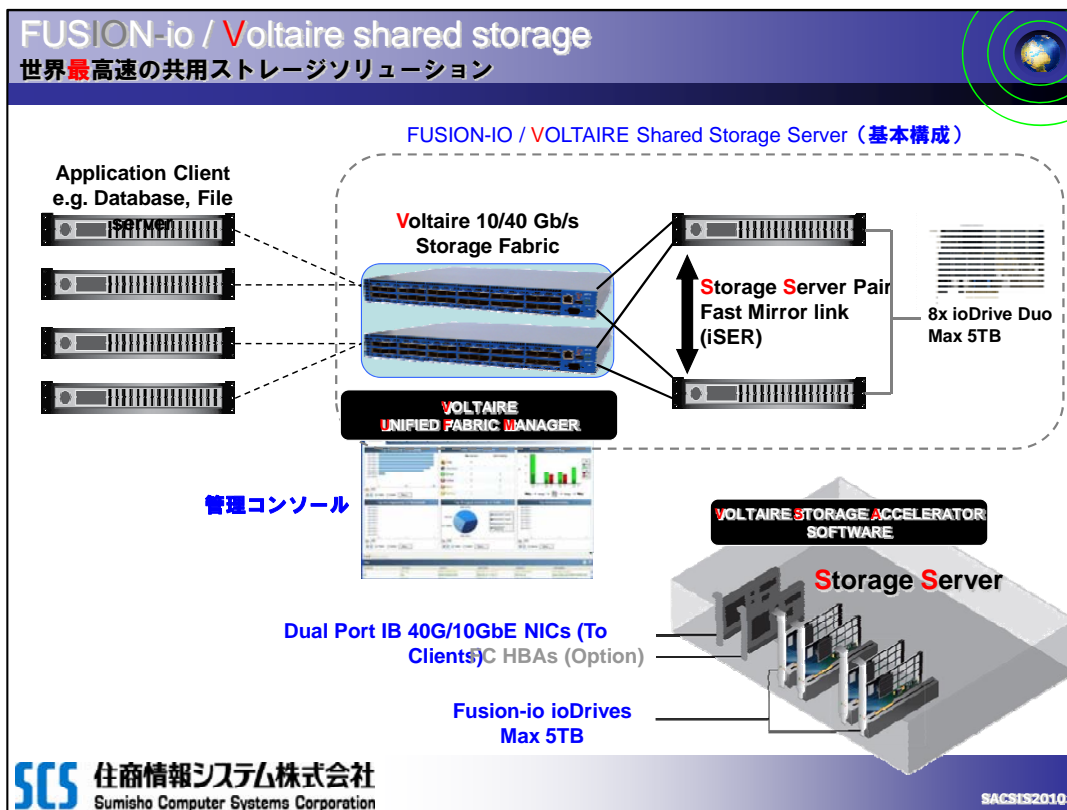 FUSION-io / Voltaire shared storage
世界最高速の共用ストレージソリューション
FUSION-IO / VOLTAIRE Shared Storage Server（基本構成）
Application Client
e.g. Database, File
server
Voltaire 10/40 Gb/s
Storage Fabric
Storage Server Pair
Fast Mirror link
(iSER)
8x ioDrive Duo
Max 5TB
VOLTAIRE
UNIFIED FABRIC MANAGER
管理コンソール
VOLTAIRE STORAGE ACCELERATOR
SOFTWARE
Storage Server
Dual Port IB 40G/10GbE NICs (To
Clients)
FC HBAs (Option)
Fusion-io ioDrives
Max 5TB
SCS 住商情報システム株式会社
Sumisho Computer Systems Corporation
SACSIS2010